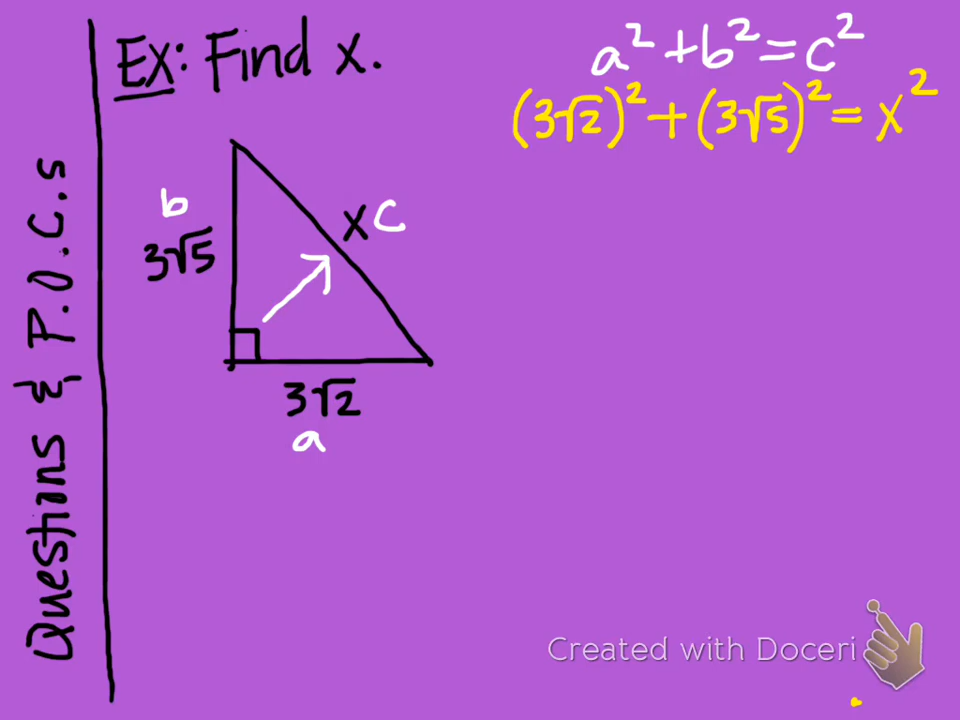 Ex: Find x.
a² + b² = c²
(3√2)² + (3√5)² = x²
b
3√5
x c
3√2
a
Questions & P.O.C.s
Created with Doceri